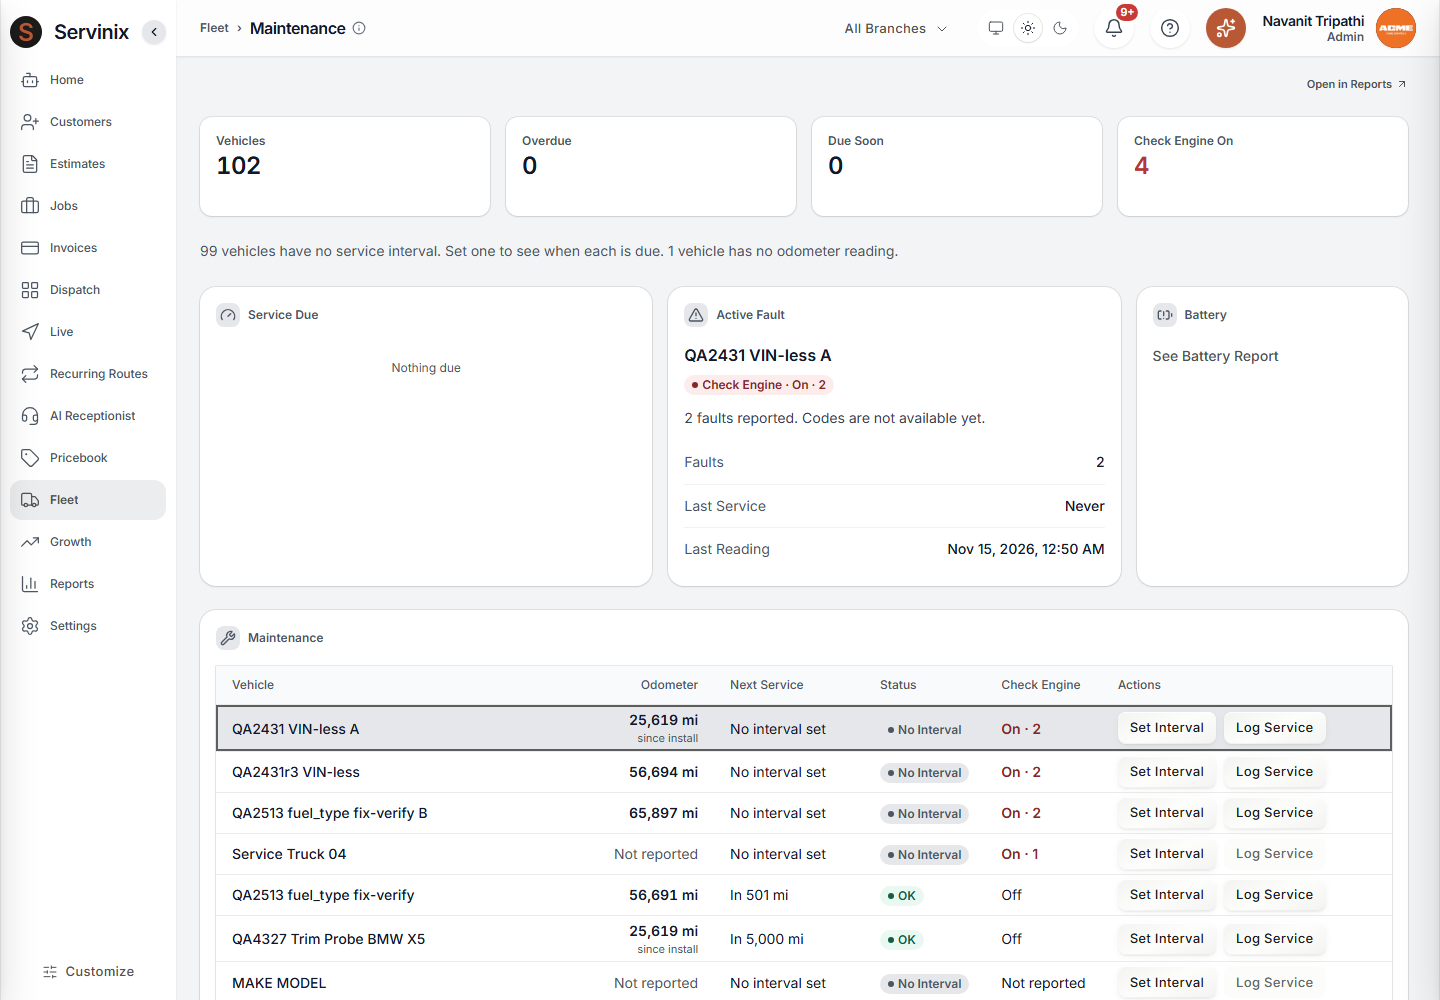 S Servinix
Home
Customers
Estimates
Jobs
Invoices
Dispatch
Live
Recurring Routes
AI Receptionist
Pricebook
Fleet
Growth
Reports
Settings
Customize
Fleet › Maintenance
All Branches
9+
Navanit Tripathi
Admin
ACME
Open in Reports
Vehicles
102
Overdue
0
Due Soon
0
Check Engine On
4
99 vehicles have no service interval. Set one to see when each is due. 1 vehicle has no odometer reading.
Service Due
Nothing due
Active Fault
QA2431 VIN-less A
Check Engine · On · 2
2 faults reported. Codes are not available yet.
Faults 2
Last Service Never
Last Reading Nov 15, 2026, 12:50 AM
Battery
See Battery Report
Maintenance
Vehicle Odometer Next Service Status Check Engine Actions
QA2431 VIN-less A 25,619 mi since install No interval set No Interval On · 2 Set Interval Log Service
QA2431r3 VIN-less 56,694 mi No interval set No Interval On · 2 Set Interval Log Service
QA2513 fuel_type fix-verify B 65,897 mi No interval set No Interval On · 2 Set Interval Log Service
Service Truck 04 Not reported No interval set No Interval On · 1 Set Interval Log Service
QA2513 fuel_type fix-verify 56,691 mi In 501 mi OK Off Set Interval Log Service
QA4327 Trim Probe BMW X5 25,619 mi since install In 5,000 mi OK Off Set Interval Log Service
MAKE MODEL Not reported No interval set No Interval Not reported Set Interval Log Service